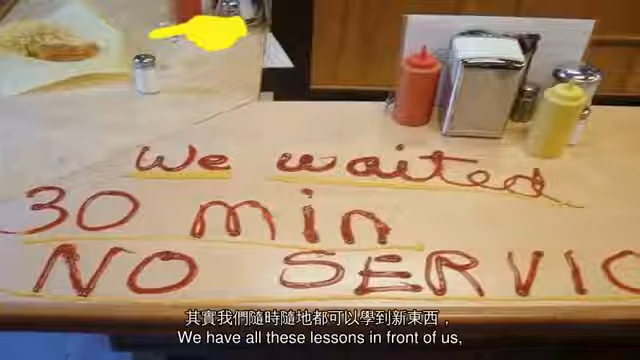 We waited
30 min
NO SERVIC
其實我們隨時隨地都可以學到新東西，
We have all these lessons in front of us,